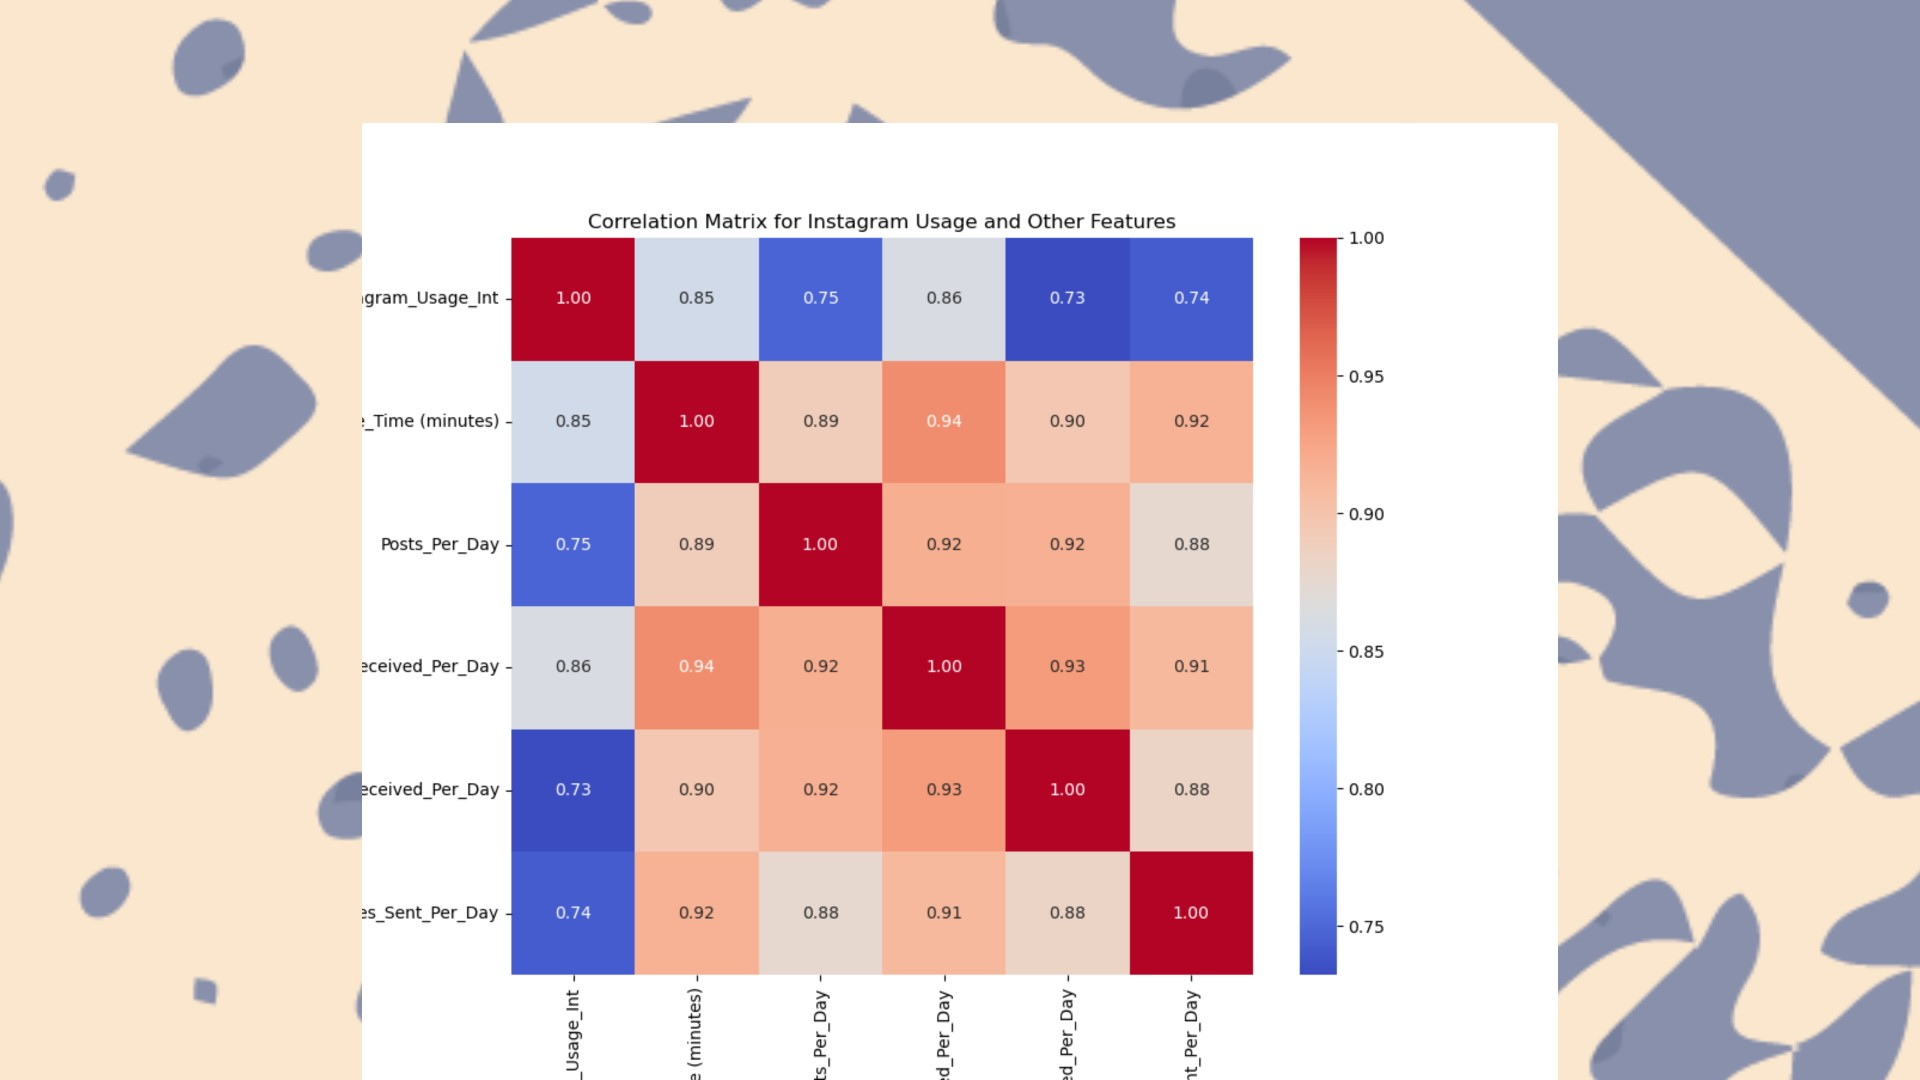 Correlation Matrix for Instagram Usage and Other Features
1.00
gram_Usage_Int 1.00 0.85 0.75 0.86 0.73 0.74
0.95
_Time (minutes) 0.85 1.00 0.89 0.94 0.90 0.92
0.90
Posts_Per_Day 0.75 0.89 1.00 0.92 0.92 0.88
0.85
eceived_Per_Day 0.86 0.94 0.92 1.00 0.93 0.91
0.80
eceived_Per_Day 0.73 0.90 0.92 0.93 1.00 0.88
es_Sent_Per_Day 0.74 0.92 0.88 0.91 0.88 1.00
0.75
_Usage_Int
e (minutes)
ts_Per_Day
ed_Per_Day
ed_Per_Day
nt_Per_Day